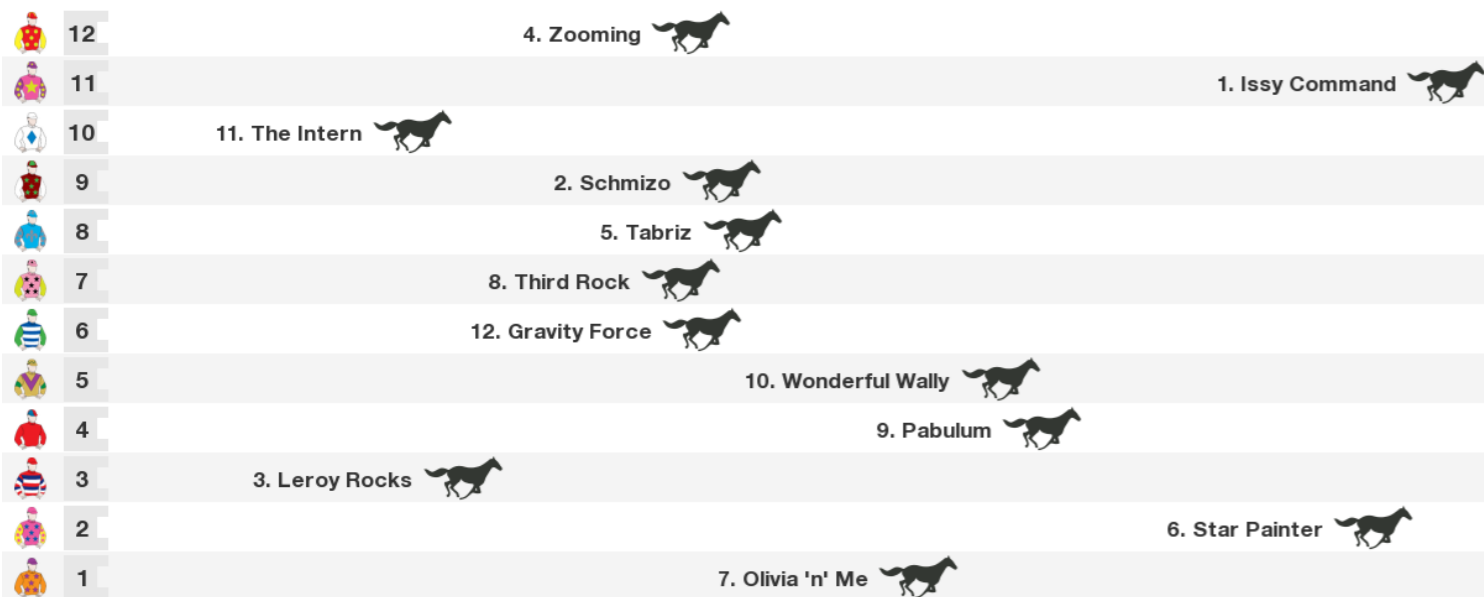 12 4. Zooming
11 1. Issy Command
10 11. The Intern
9 2. Schmizo
8 5. Tabriz
7 8. Third Rock
6 12. Gravity Force
5 10. Wonderful Wally
4 9. Pabulum
3 3. Leroy Rocks
2 6. Star Painter
1 7. Olivia 'n' Me